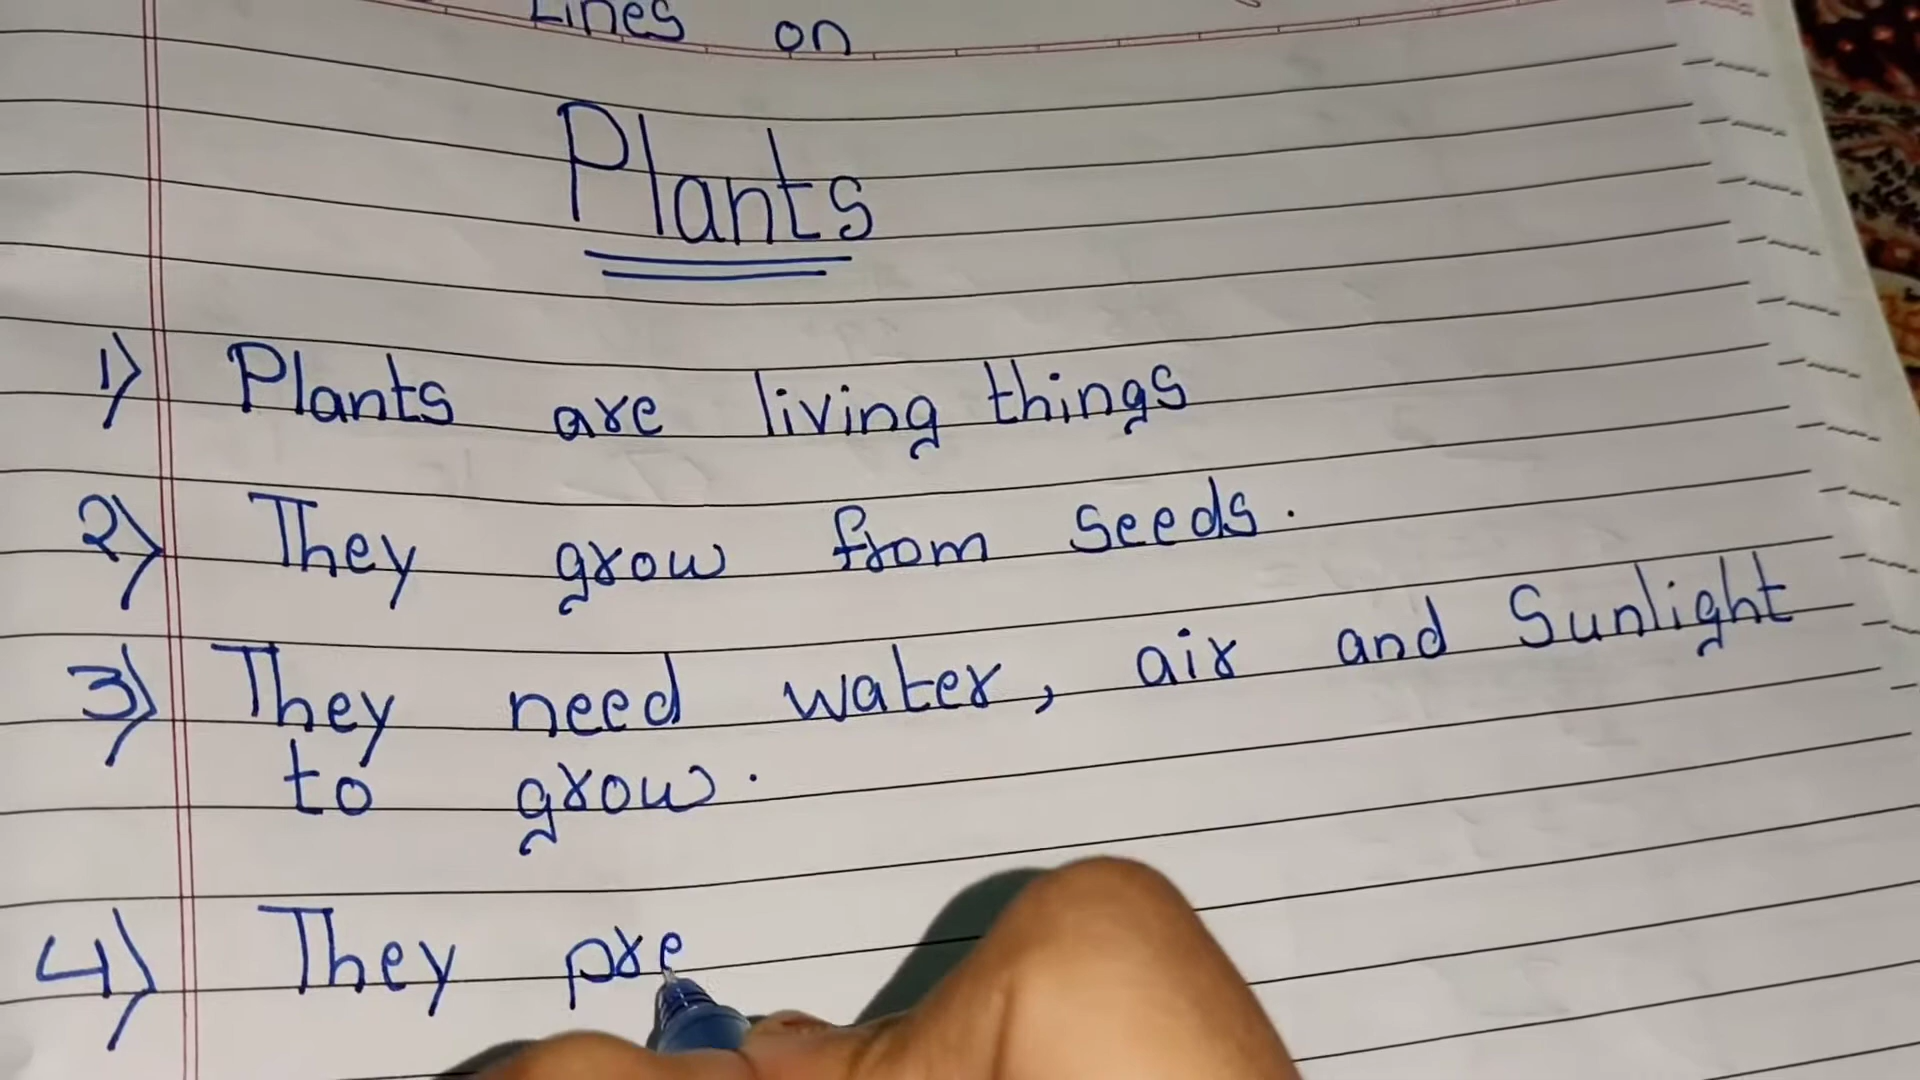 Lines on
Plants
1) Plants are living things
2) They grow from seeds.
3) They need water, air and Sunlight
to grow.
4) They pre